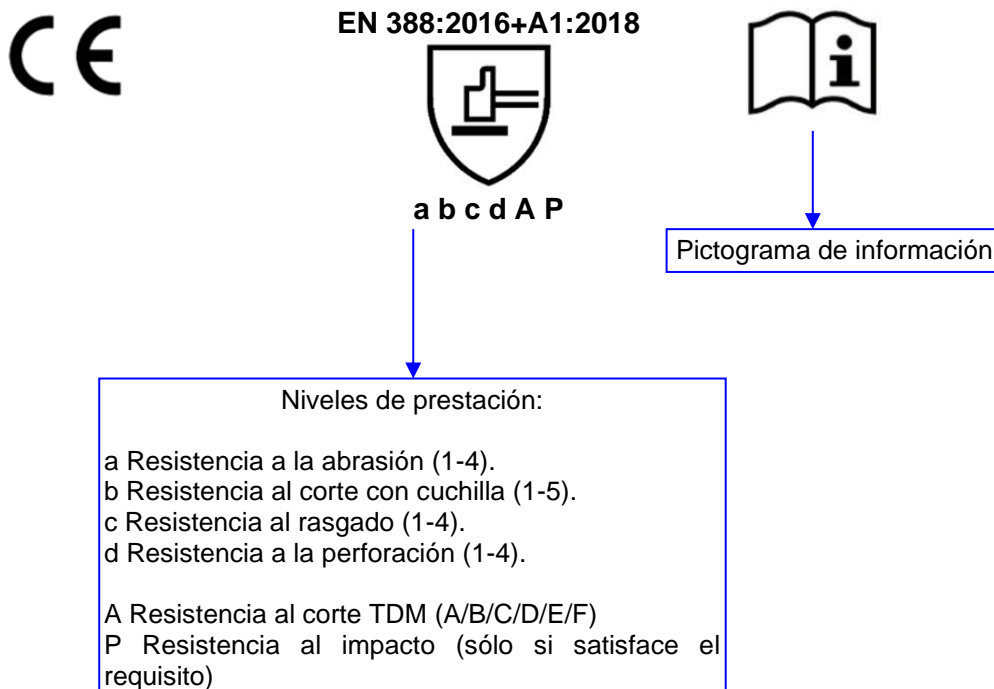 CE
EN 388:2016+A1:2018
i
a b c d A P
Pictograma de información
Niveles de prestación:
a Resistencia a la abrasión (1-4).
b Resistencia al corte con cuchilla (1-5).
c Resistencia al rasgado (1-4).
d Resistencia a la perforación (1-4).
A Resistencia al corte TDM (A/B/C/D/E/F)
P Resistencia al impacto (sólo si satisface el
requisito)